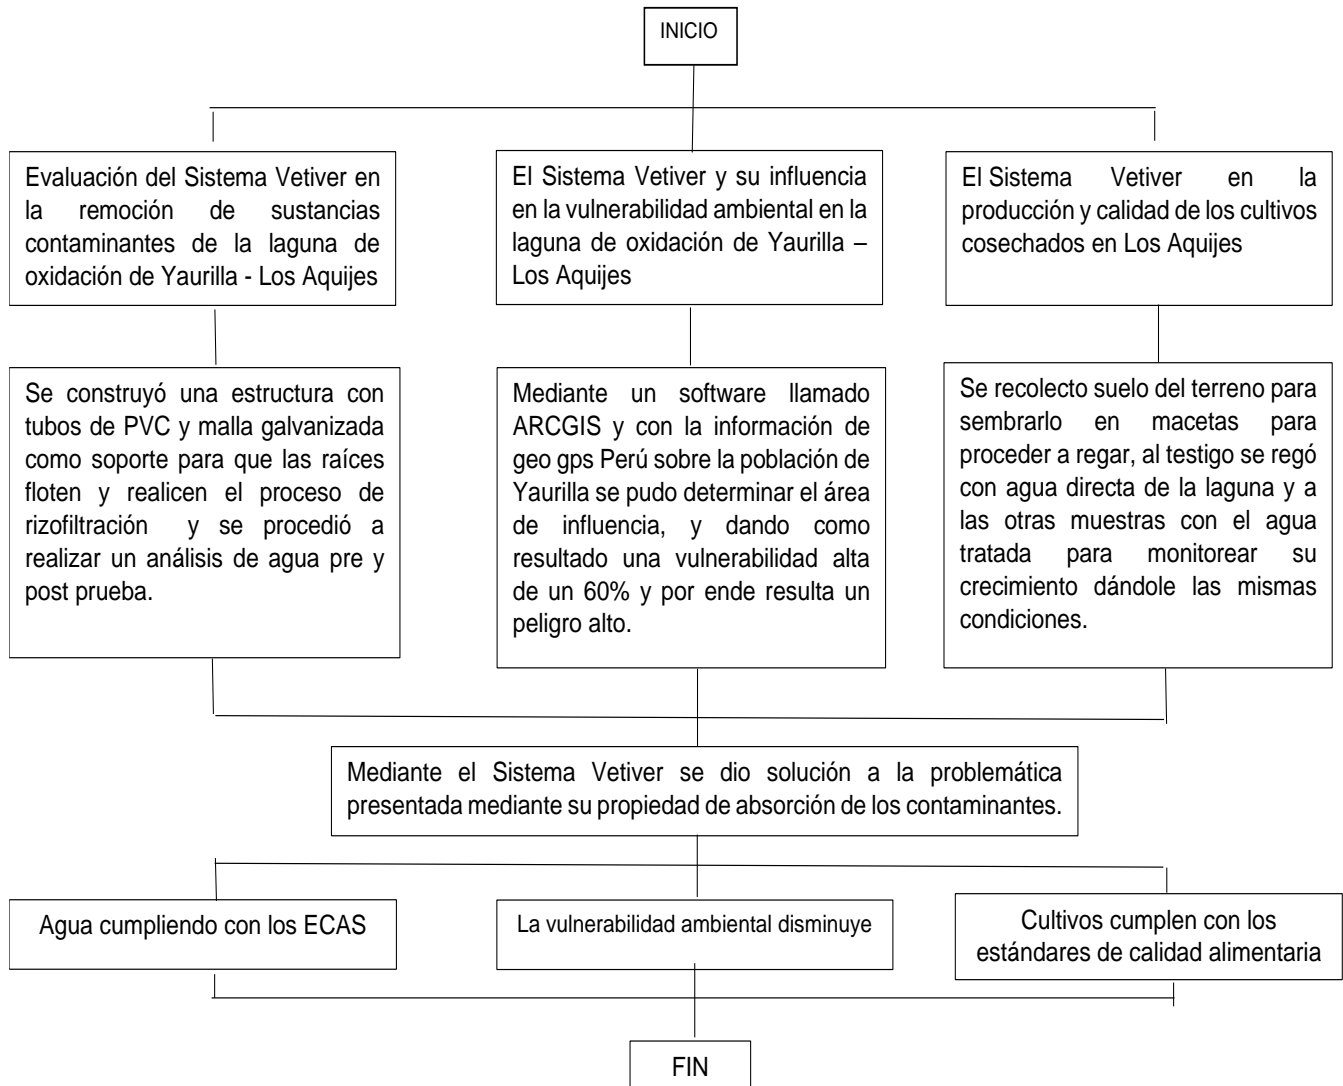 INICIO
Evaluación del Sistema Vetiver en
la remoción de sustancias
contaminantes de la laguna de
oxidación de Yaurilla - Los Aquijes
El Sistema Vetiver y su influencia
en la vulnerabilidad ambiental en la
laguna de oxidación de Yaurilla –
Los Aquijes
El Sistema Vetiver en la
producción y calidad de los cultivos
cosechados en Los Aquijes
Se construyó una estructura con
tubos de PVC y malla galvanizada
como soporte para que las raíces
floten y realicen el proceso de
rizofiltración y se procedió a
realizar un análisis de agua pre y
post prueba.
Mediante un software llamado
ARCGIS y con la información de
geo gps Perú sobre la población de
Yaurilla se pudo determinar el área
de influencia, y dando como
resultado una vulnerabilidad alta
de un 60% y por ende resulta un
peligro alto.
Se recolecto suelo del terreno para
sembrarlo en macetas para
proceder a regar, al testigo se regó
con agua directa de la laguna y a
las otras muestras con el agua
tratada para monitorear su
crecimiento dándole las mismas
condiciones.
Mediante el Sistema Vetiver se dio solución a la problemática
presentada mediante su propiedad de absorción de los contaminantes.
Agua cumpliendo con los ECAS
La vulnerabilidad ambiental disminuye
Cultivos cumplen con los
estándares de calidad alimentaria
FIN